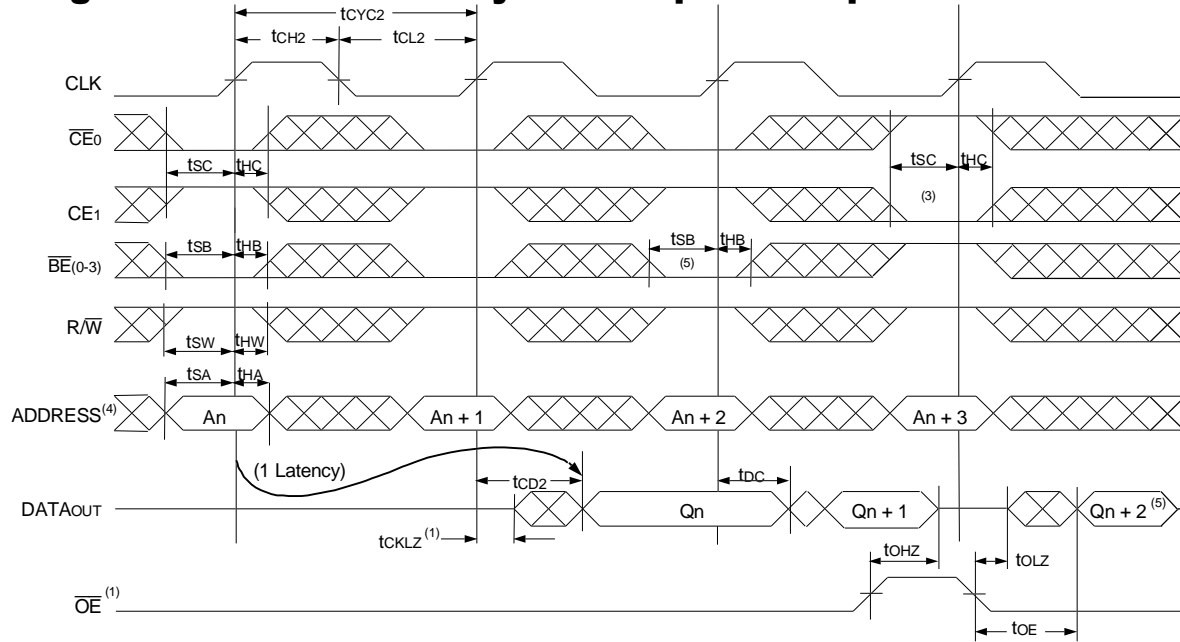 tCYC2
tCH2 tCL2
CLK
CE0
tSC tHC tSC tHC
(3)
CE1
tSB tHB tSB tHB
BE(0-3) (5)
R/W
tSW tHW
tSA tHA
ADDRESS(4) An An + 1 An + 2 An + 3
(1 Latency)
tCD2 tDC
DATAOUT Qn Qn + 1 Qn + 2 (5)
tCKLZ (1)
tOHZ tOLZ
OE (1)
tOE